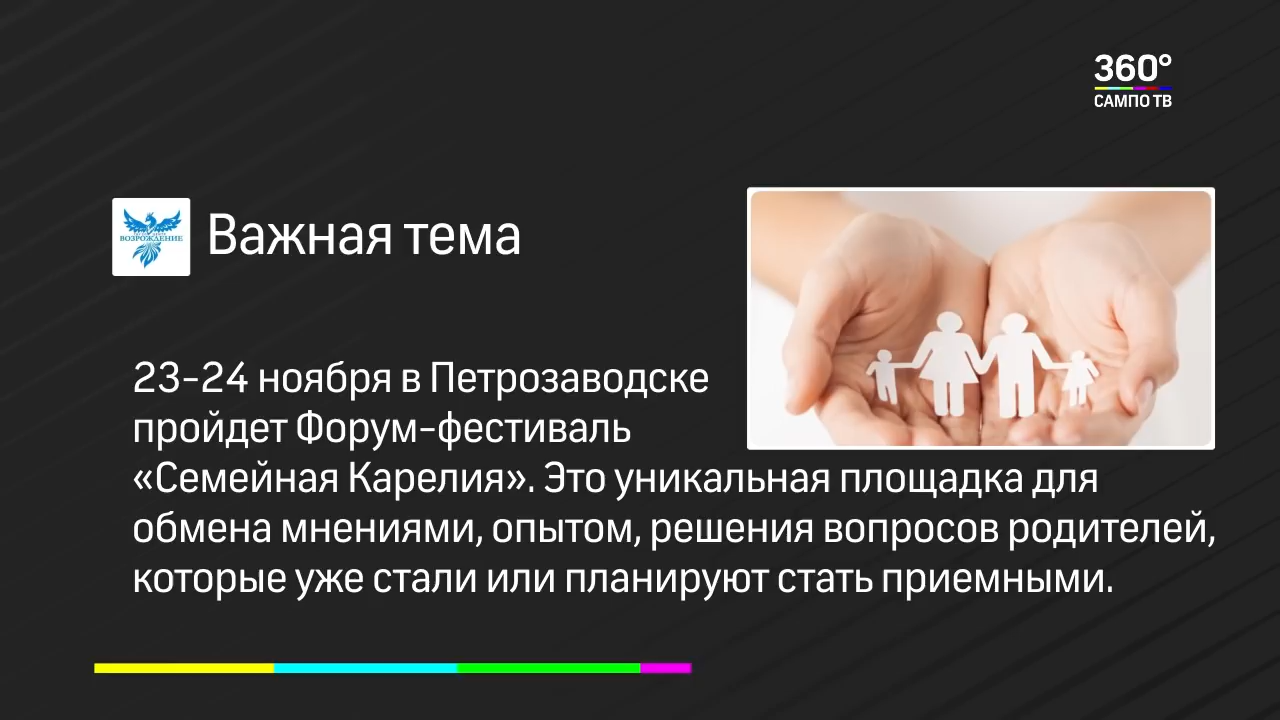 360°
САМПО ТВ
ВОЗРОЖДЕНИЕ
Важная тема
23-24 ноября в Петрозаводске
пройдет Форум-фестиваль
«Семейная Карелия». Это уникальная площадка для
обмена мнениями, опытом, решения вопросов родителей,
которые уже стали или планируют стать приемными.